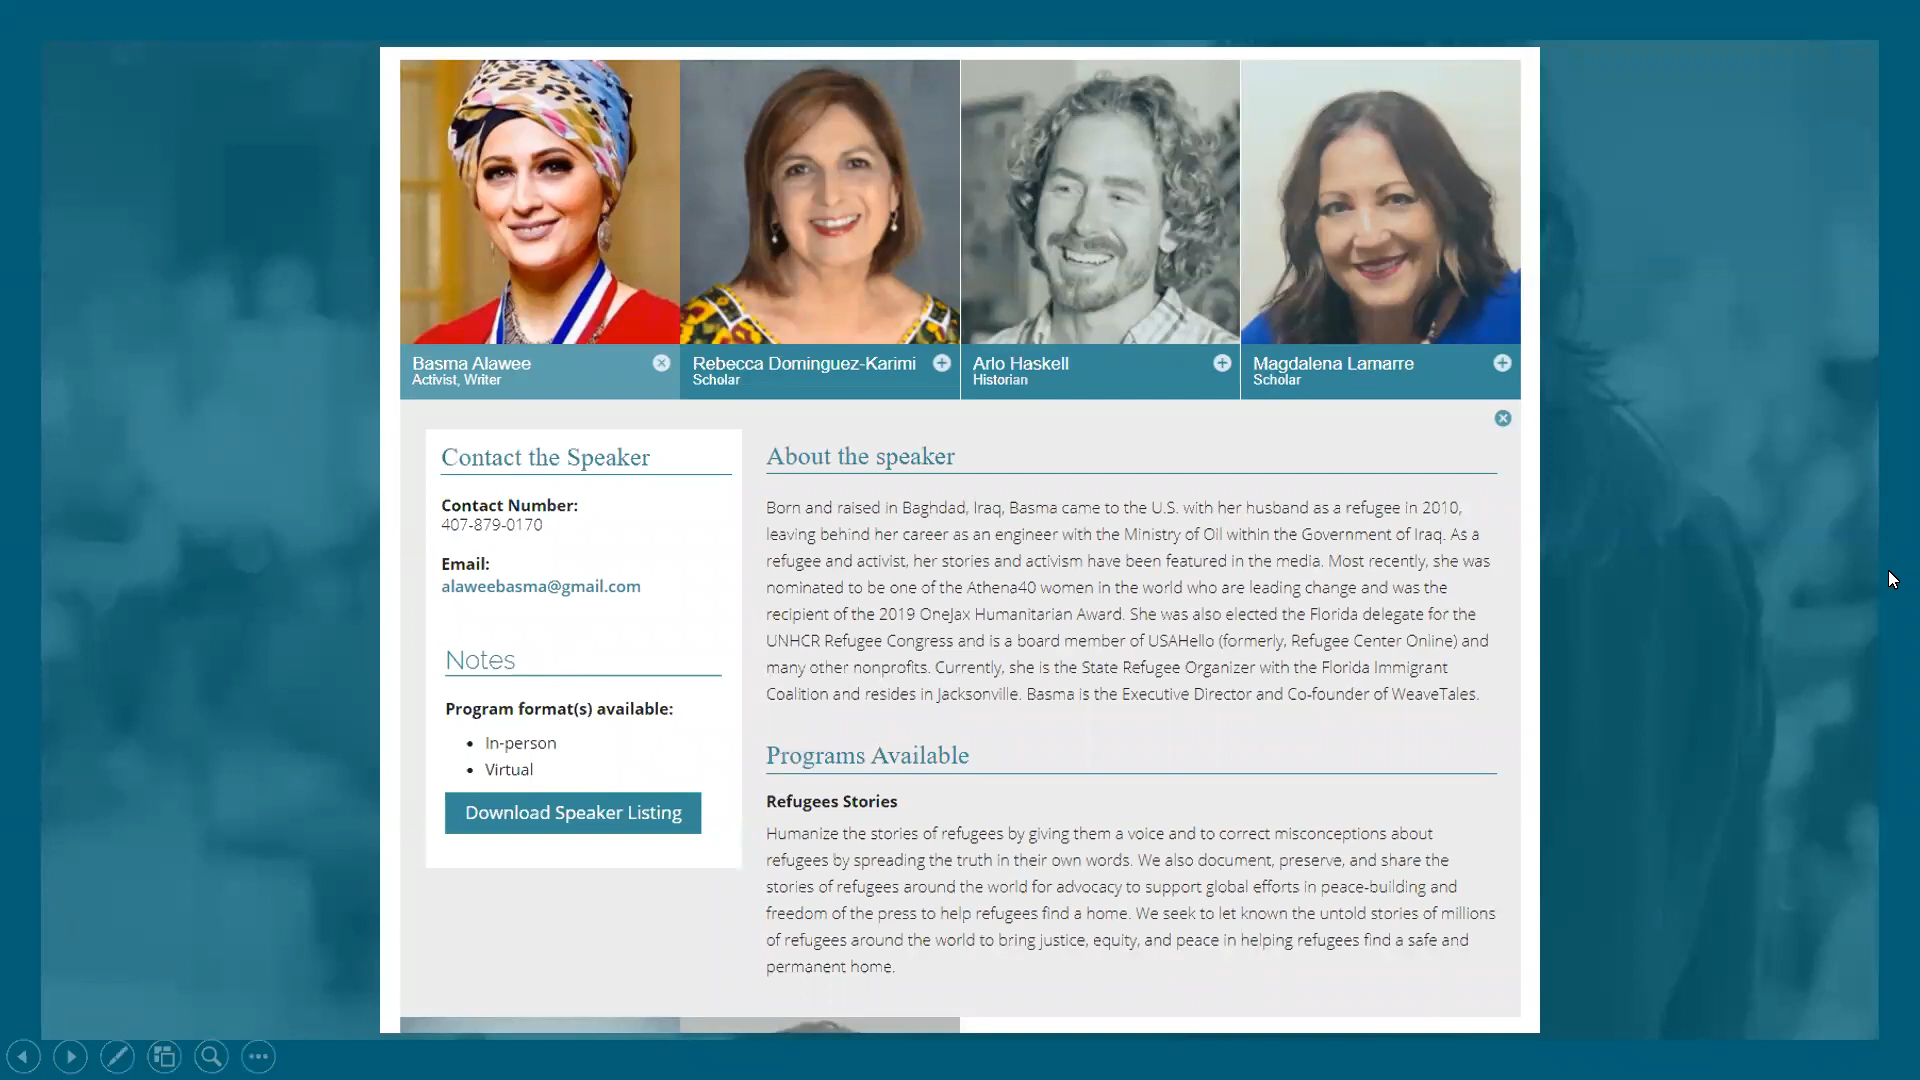 Basma Alawee
Activist, Writer
Rebecca Dominguez-Karimi
Scholar
Arlo Haskell
Historian
Magdalena Lamarre
Scholar
Contact the Speaker
Contact Number:
407-879-0170
Email:
alaweebasma@gmail.com
Notes
Program format(s) available:
• In-person
• Virtual
Download Speaker Listing
About the speaker
Born and raised in Baghdad, Iraq, Basma came to the U.S. with her husband as a refugee in 2010,
leaving behind her career as an engineer with the Ministry of Oil within the Government of Iraq. As a
refugee and activist, her stories and activism have been featured in the media. Most recently, she was
nominated to be one of the Athena40 women in the world who are leading change and was the
recipient of the 2019 OneJax Humanitarian Award. She was also elected the Florida delegate for the
UNHCR Refugee Congress and is a board member of USAHello (formerly, Refugee Center Online) and
many other nonprofits. Currently, she is the State Refugee Organizer with the Florida Immigrant
Coalition and resides in Jacksonville. Basma is the Executive Director and Co-founder of WeaveTales.
Programs Available
Refugees Stories
Humanize the stories of refugees by giving them a voice and to correct misconceptions about
refugees by spreading the truth in their own words. We also document, preserve, and share the
stories of refugees around the world for advocacy to support global efforts in peace-building and
freedom of the press to help refugees find a home. We seek to let known the untold stories of millions
of refugees around the world to bring justice, equity, and peace in helping refugees find a safe and
permanent home.